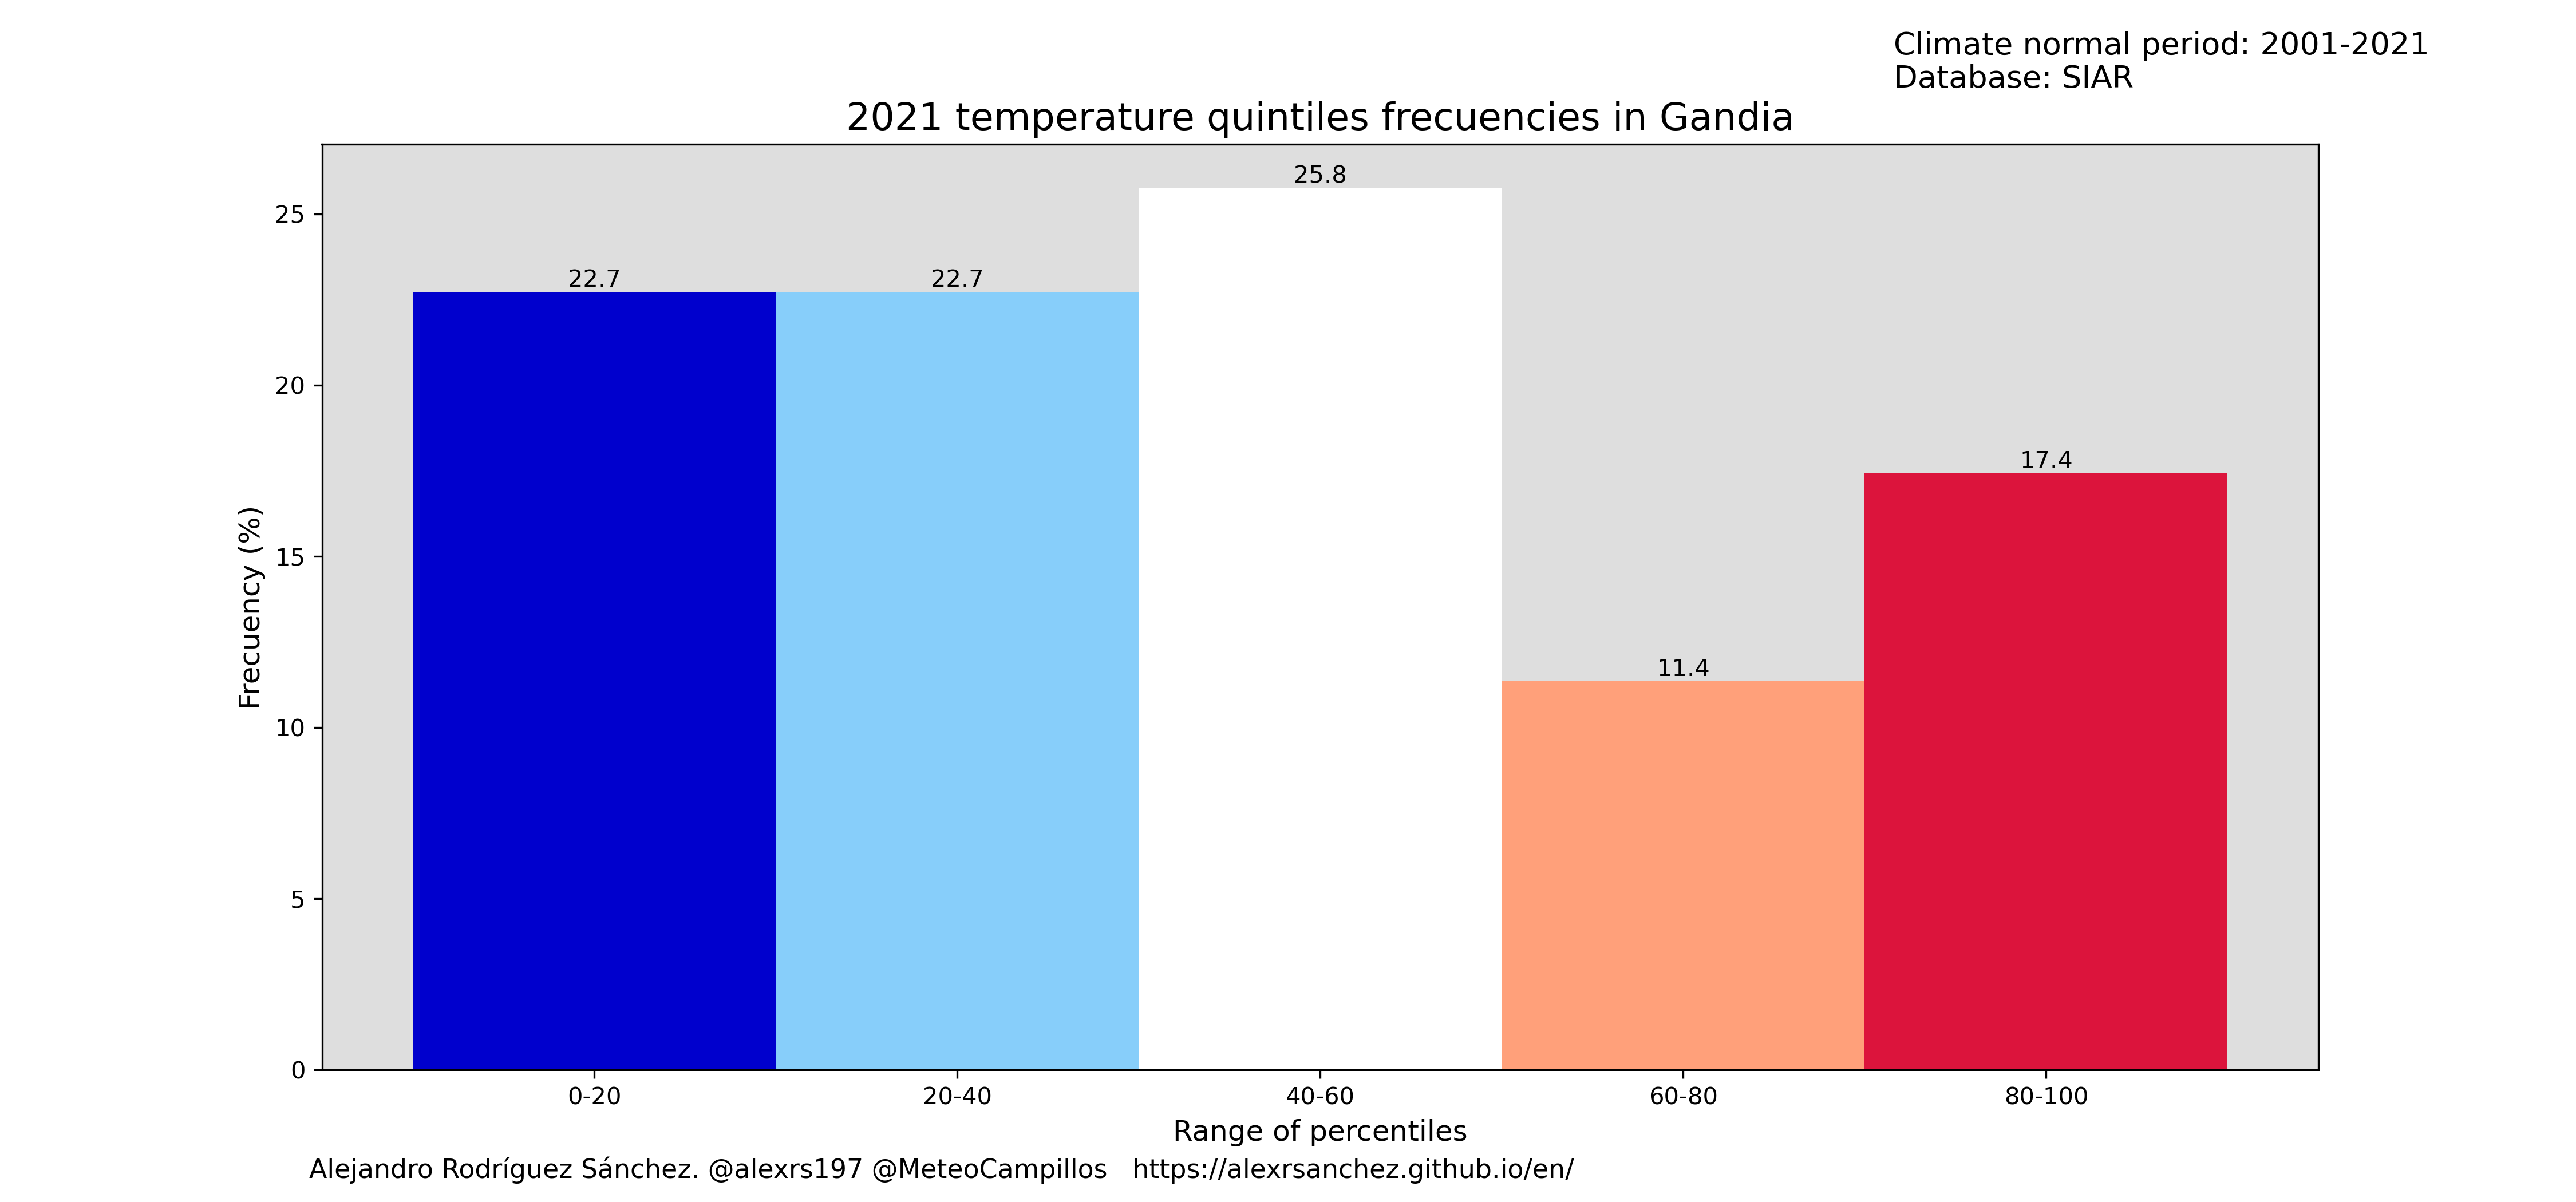 Climate normal period: 2001-2021
Database: SIAR
2021 temperature quintiles frecuencies in Gandia
25.8
25
22.7 22.7
20
17.4
Frecuency (%)
15
11.4
10
5
0
0-20 20-40 40-60 60-80 80-100
Range of percentiles
Alejandro Rodríguez Sánchez. @alexrs197 @MeteoCampillos https://alexrsanchez.github.io/en/